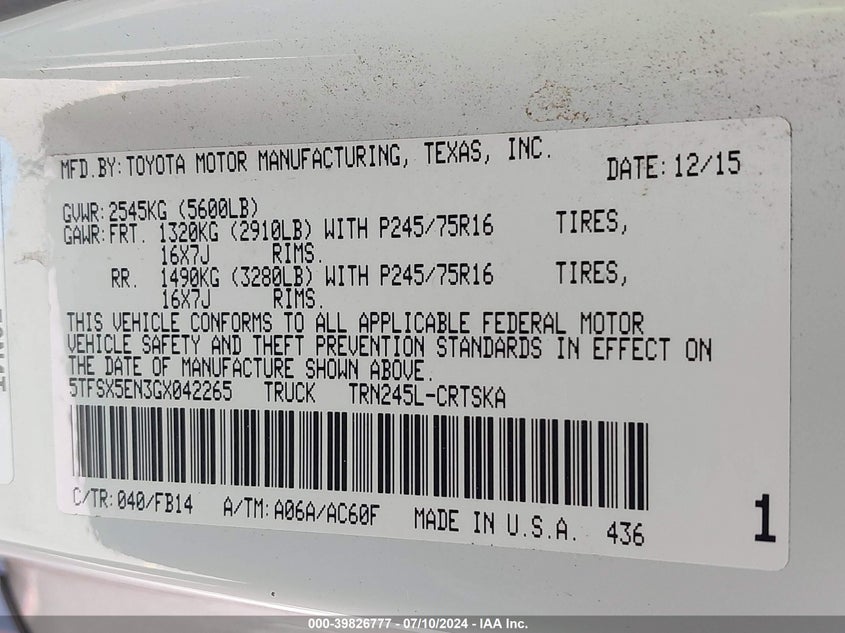 MFD.BY:TOYOTA MOTOR MANUFACTURING, TEXAS, INC. DATE:12/15
GVWR:2545KG (5600LB)
GAWR:FRT. 1320KG (2910LB) WITH P245/75R16 TIRES,
16X7J RIMS.
RR. 1490KG (3280LB) WITH P245/75R16 TIRES,
16X7J RIMS.
THIS VEHICLE CONFORMS TO ALL APPLICABLE FEDERAL MOTOR
VEHICLE SAFETY AND THEFT PREVENTION STANDARDS IN EFFECT ON
THE DATE OF MANUFACTURE SHOWN ABOVE.
5TFSX5EN3GX042265 TRUCK TRN245L-CRTSKA
C/TR:040/FB14 A/TM:A06A/AC60F MADE IN U.S.A. 436 1
000-39826777 - 07/10/2024 - IAA Inc.